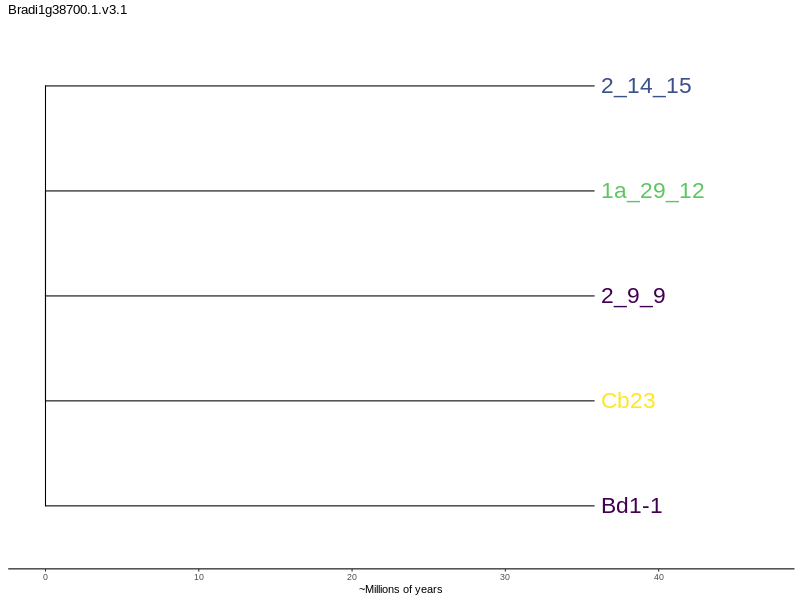 Bradi1g38700.1.v3.1
2_14_15
1a_29_12
2_9_9
Cb23
Bd1-1
0 10 20 30 40
~Millions of years